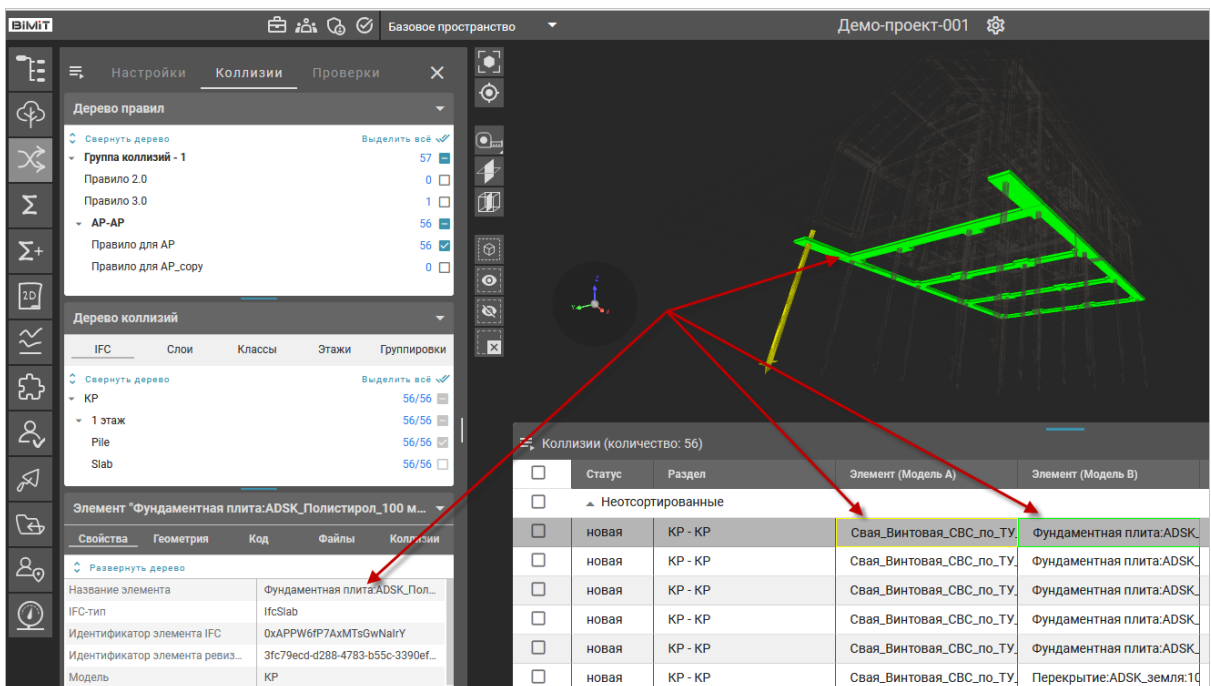 BIMIT
Базовое пространство
Демо-проект-001
Настройки Коллизии Проверки
Дерево правил
Свернуть дерево Выделить всё
Группа коллизий - 1 57
Правило 2.0 0
Правило 3.0 1
АР-АР 56
Правило для АР 56
Правило для АР_copy 0
Дерево коллизий
IFC Слои Классы Этажи Группировки
Свернуть дерево Выделить всё
КР 56/56
1 этаж 56/56
Pile 56/56
Slab 56/56
Элемент "Фундаментная плита:ADSK_Полистирол_100 м...
Свойства Геометрия Код Файлы Коллизии
Развернуть дерево
Название элемента Фундаментная плита:ADSK_Пол...
IFC-тип IfcSlab
Идентификатор элемента IFC 0xAPPW6fP7AxMTsGwNaIrY
Идентификатор элемента ревиз... 3fc79ecd-d288-4783-b55c-3390ef...
Модель КР
2D
Z
Y
Коллизии (количество: 56)
Статус Раздел Элемент (Модель A) Элемент (Модель B)
Неотсортированные
новая КР - КР Свая_Винтовая_СВС_по_ТУ_ Фундаментная плита:ADSK_
новая КР - КР Свая_Винтовая_СВС_по_ТУ_ Фундаментная плита:ADSK_
новая КР - КР Свая_Винтовая_СВС_по_ТУ_ Фундаментная плита:ADSK_
новая КР - КР Свая_Винтовая_СВС_по_ТУ_ Фундаментная плита:ADSK_
новая КР - КР Свая_Винтовая_СВС_по_ТУ_ Фундаментная плита:ADSK_
новая КР - КР Свая_Винтовая_СВС_по_ТУ_ Перекрытие:ADSK_земля:10